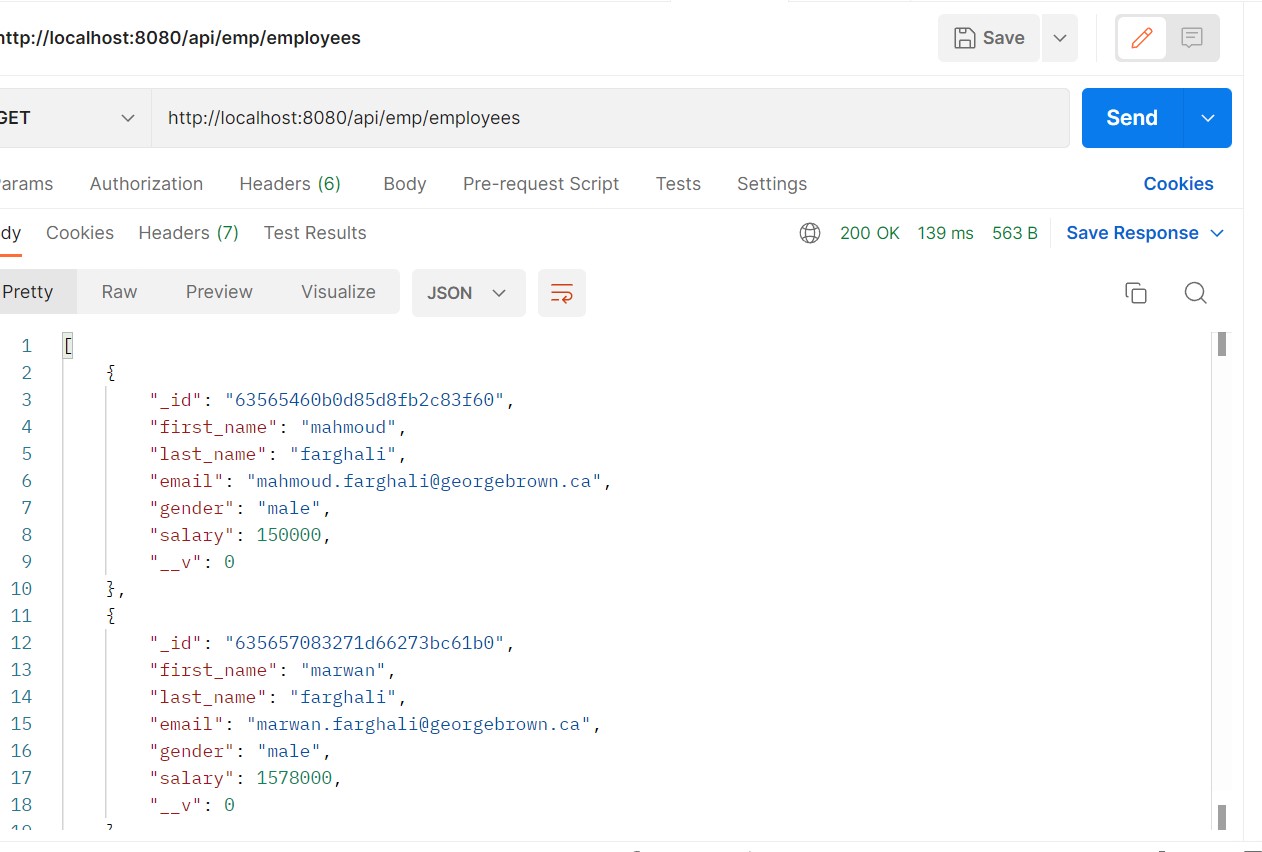 http://localhost:8080/api/emp/employees
Save
GET
http://localhost:8080/api/emp/employees
Send
Params Authorization Headers (6) Body Pre-request Script Tests Settings Cookies
Body Cookies Headers (7) Test Results 200 OK 139 ms 563 B Save Response
Pretty Raw Preview Visualize JSON
1 [
2 {
3 "_id": "63565460b0d85d8fb2c83f60",
4 "first_name": "mahmoud",
5 "last_name": "farghali",
6 "email": "mahmoud.farghali@georgebrown.ca",
7 "gender": "male",
8 "salary": 150000,
9 "__v": 0
10 },
11 {
12 "_id": "635657083271d66273bc61b0",
13 "first_name": "marwan",
14 "last_name": "farghali",
15 "email": "marwan.farghali@georgebrown.ca",
16 "gender": "male",
17 "salary": 1578000,
18 "__v": 0